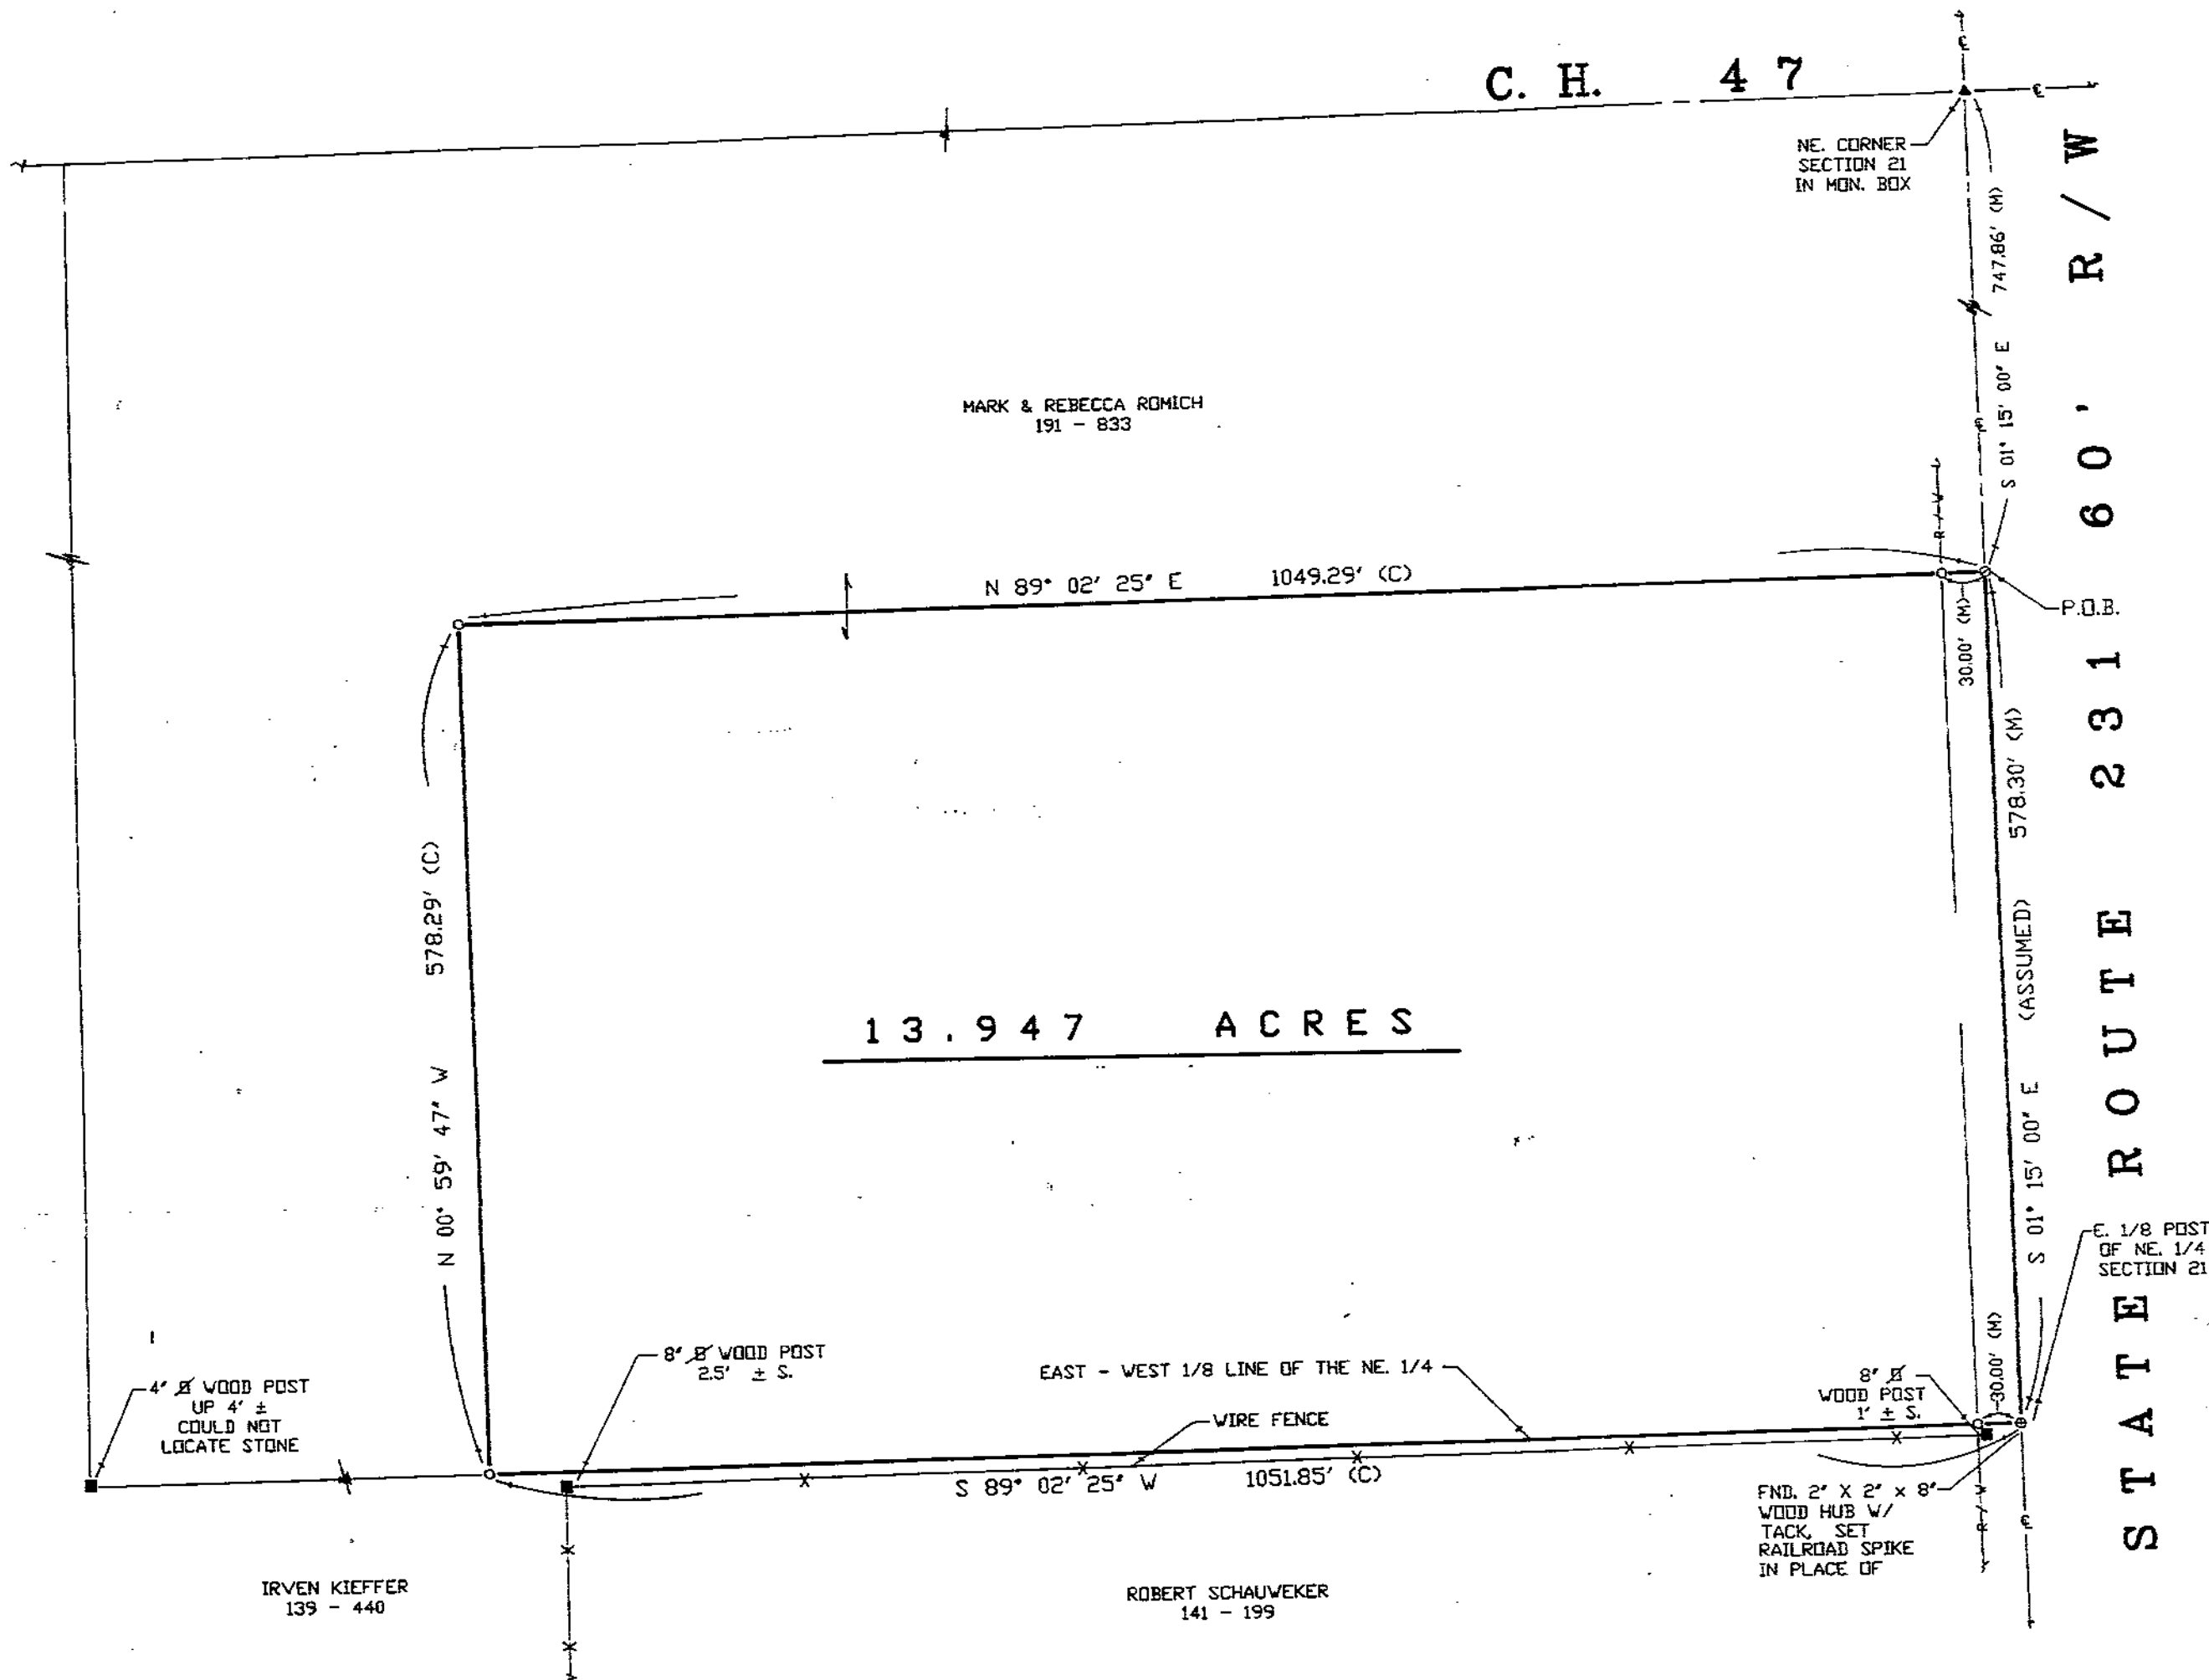 C. H. 47
NE. CORNER
SECTION 21
IN MON. BOX
747.86' (M)
S 01° 15' 00" E
STATE ROUTE 231 60' R/W
MARK & REBECCA ROMICH
191 - 833
R/W
N 89° 02' 25" E 1049.29' (C)
P.O.B.
30.00' (M)
578.30' (M)
(ASSUMED)
S 01° 15' 00" E
578.29' (C)
N 00° 59' 47" W
13.947 ACRES
E. 1/8 POST
OF NE. 1/4
SECTION 21
8" Ø WOOD POST
2.5' ± S.
EAST - WEST 1/8 LINE OF THE NE. 1/4
8" Ø
WOOD POST
1' ± S.
30.00' (M)
4" Ø WOOD POST
UP 4' ±
COULD NOT
LOCATE STONE
WIRE FENCE
S 89° 02' 25" W 1051.85' (C)
FND. 2" X 2" X 8"
WOOD HUB W/
TACK, SET
RAILROAD SPIKE
IN PLACE OF
R/W
IRVEN KIEFFER
139 - 440
ROBERT SCHAUWEKER
141 - 199